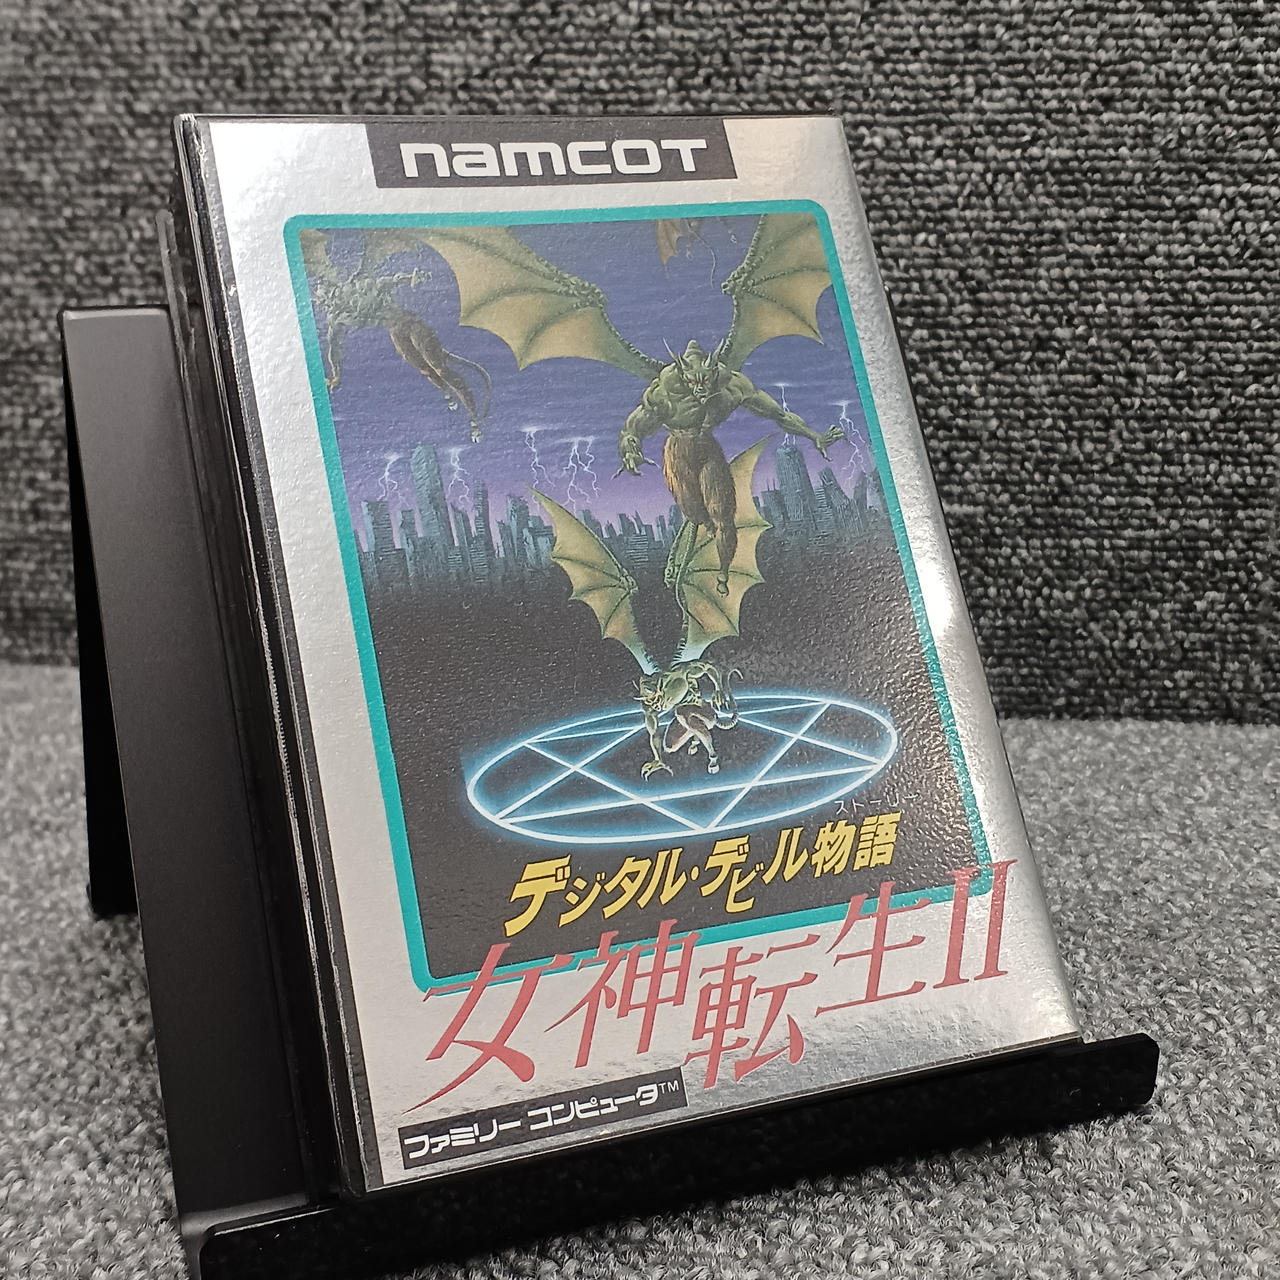 namcot
ストーリー
デジタル・デビル物語
女神転生II
ファミリー コンピュータ™